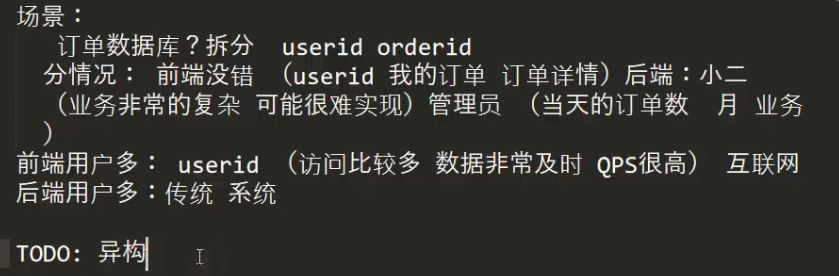 场景：
订单数据库？拆分 userid orderid
分情况： 前端没错 （userid 我的订单 订单详情）后端：小二
（业务非常的复杂 可能很难实现）管理员 （当天的订单数 月 业务
）
前端用户多： userid （访问比较多 数据非常及时 QPS很高） 互联网
后端用户多：传统 系统
TODO: 异构